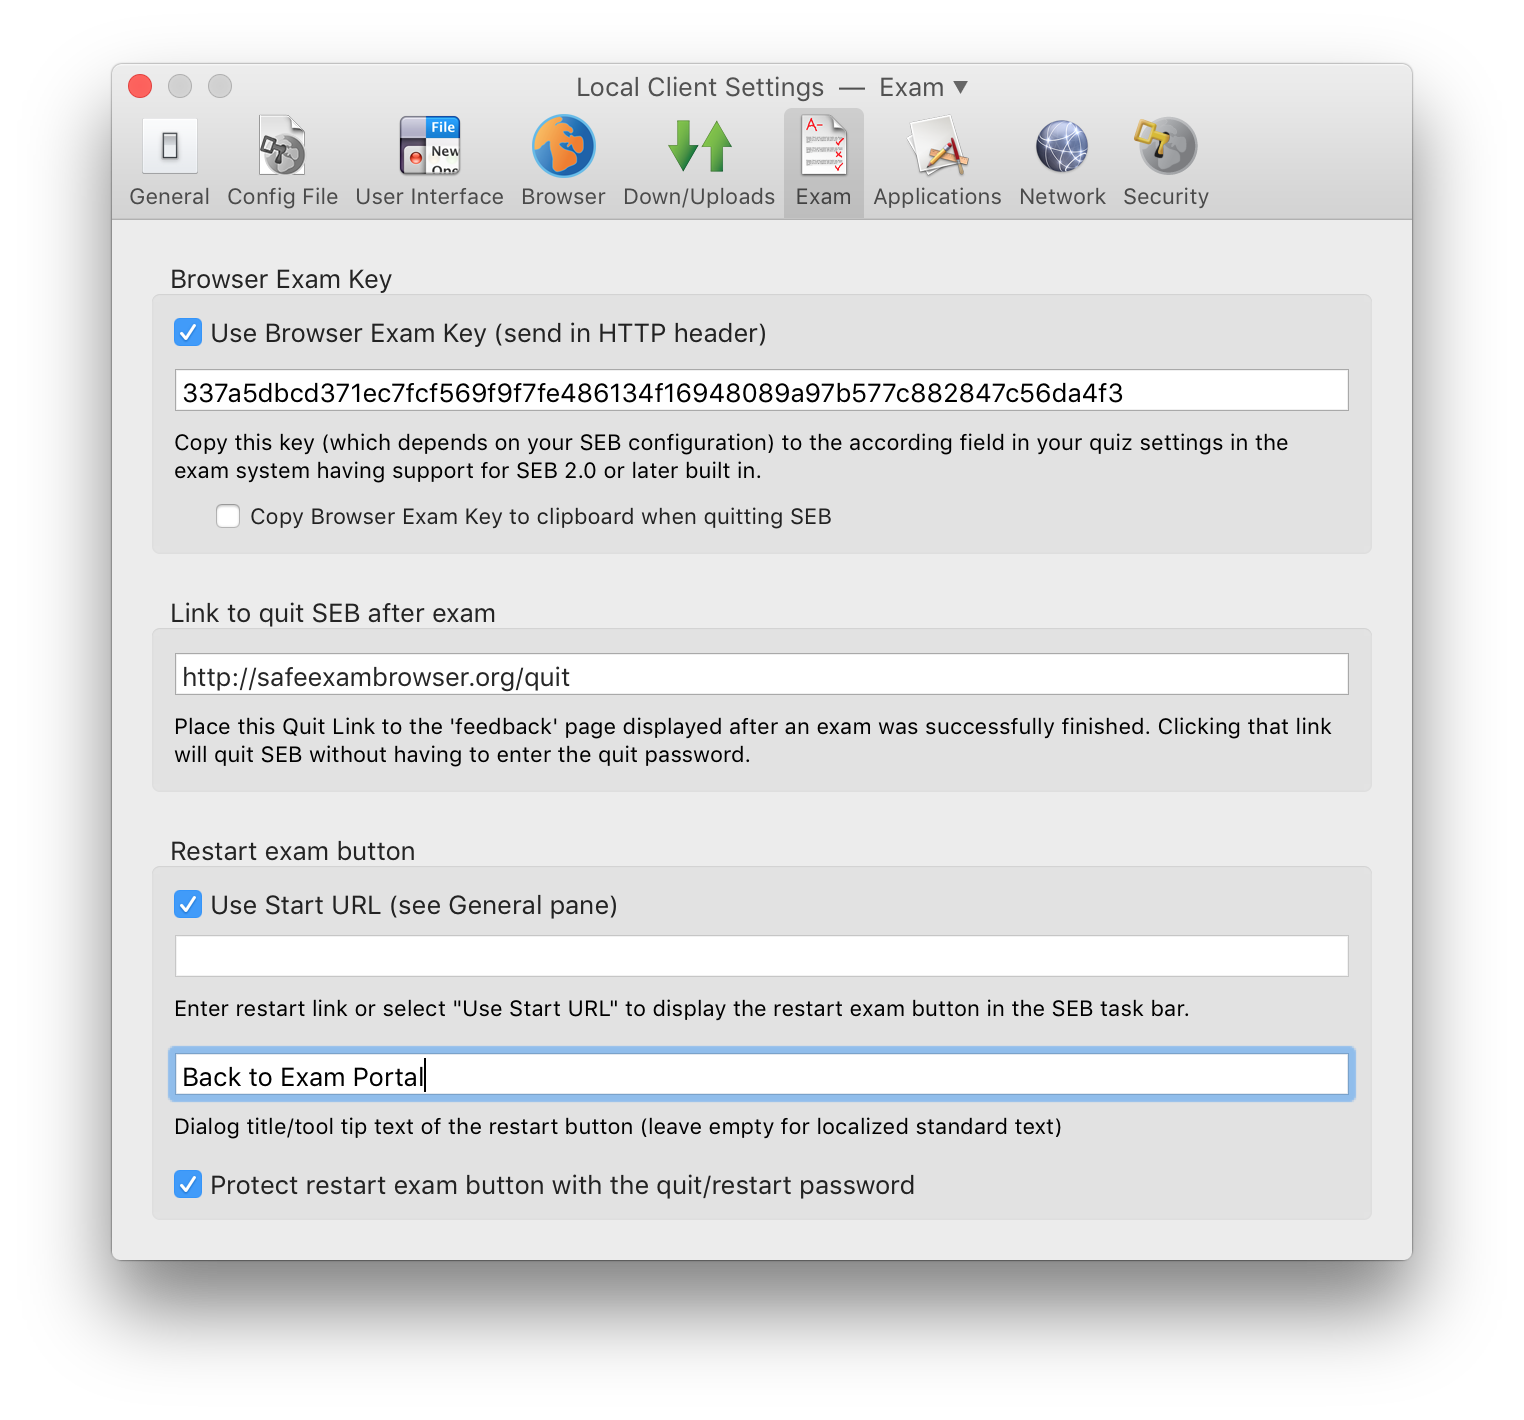 Local Client Settings — Exam ▼
File
New
A-
General Config File User Interface Browser Down/Uploads Exam Applications Network Security
Browser Exam Key
Use Browser Exam Key (send in HTTP header)
337a5dbcd371ec7fcf569f9f7fe486134f16948089a97b577c882847c56da4f3
Copy this key (which depends on your SEB configuration) to the according field in your quiz settings in the
exam system having support for SEB 2.0 or later built in.
Copy Browser Exam Key to clipboard when quitting SEB
Link to quit SEB after exam
http://safeexambrowser.org/quit
Place this Quit Link to the 'feedback' page displayed after an exam was successfully finished. Clicking that link
will quit SEB without having to enter the quit password.
Restart exam button
Use Start URL (see General pane)
Enter restart link or select "Use Start URL" to display the restart exam button in the SEB task bar.
Back to Exam Portal
Dialog title/tool tip text of the restart button (leave empty for localized standard text)
Protect restart exam button with the quit/restart password